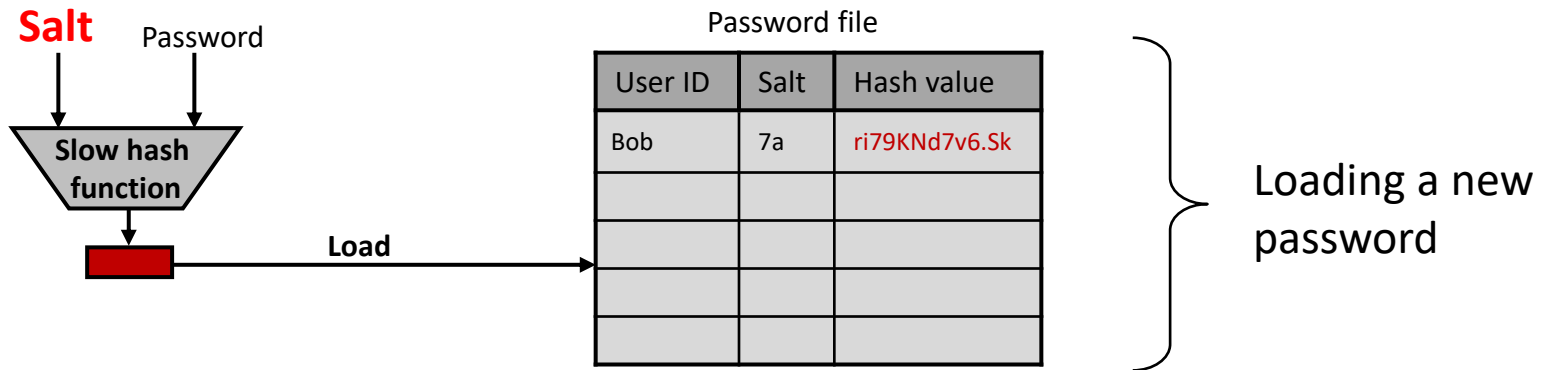 Salt
Password
Slow hash
function
Load
Password file
User ID Salt Hash value
Bob 7a ri79KNd7v6.Sk
Loading a new
password